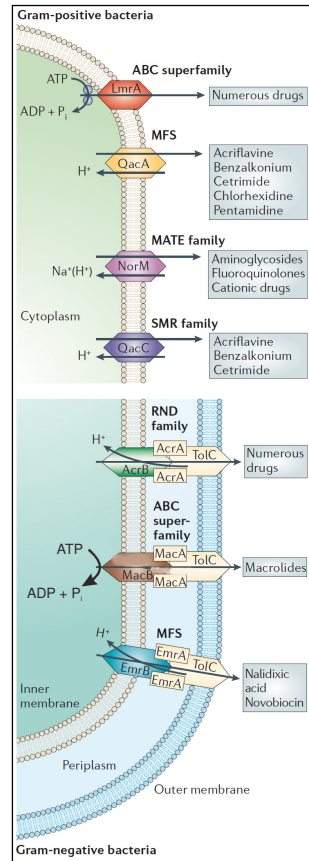 Gram-positive bacteria
ABC superfamily
ATP
LmrA
Numerous drugs
ADP + Pi
MFS
Acriflavine
Benzalkonium
Cetrimide
Chlorhexidine
Pentamidine
QacA
H⁺
MATE family
Aminoglycosides
Fluoroquinolones
Cationic drugs
NorM
Na⁺(H⁺)
Cytoplasm
SMR family
QacC
H⁺
Acriflavine
Benzalkonium
Cetrimide
RND
family
H⁺
AcrA
TolC
AcrB
AcrA
Numerous
drugs
ABC
super-
family
ATP
MacA
TolC
MacB
MacA
Macrolides
ADP + Pi
MFS
H⁺
EmrA
TolC
EmrB
EmrA
Nalidixic
acid
Novobiocin
Inner
membrane
Periplasm
Outer membrane
Gram-negative bacteria